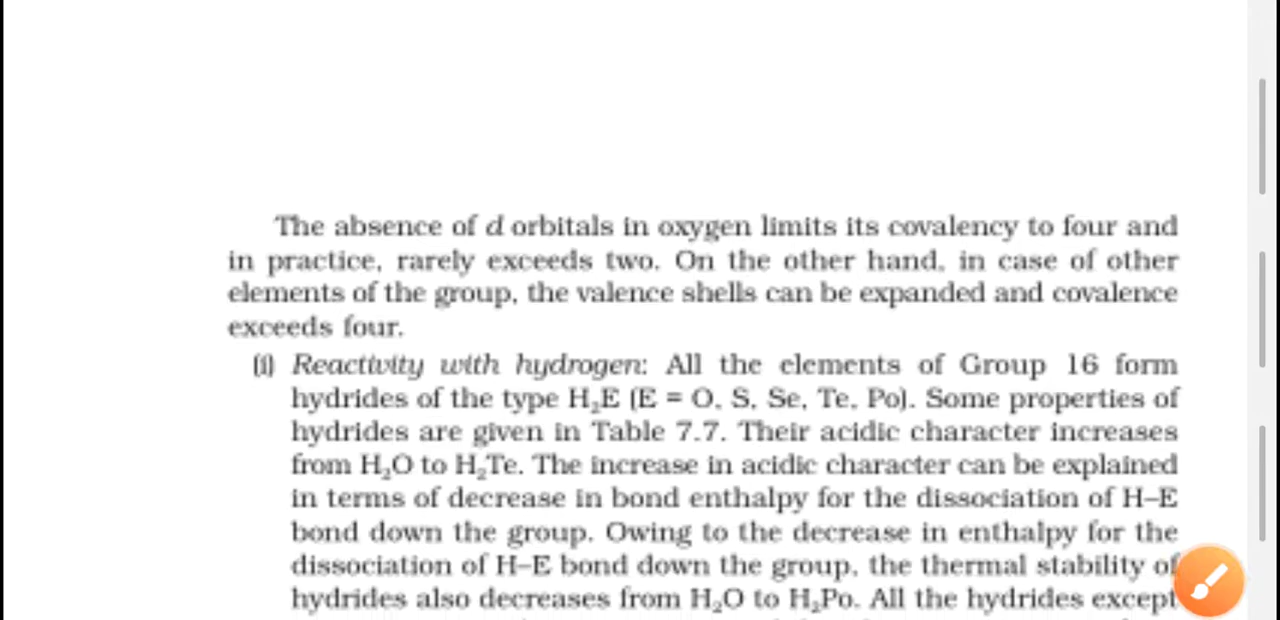 The absence of d orbitals in oxygen limits its covalency to four and
in practice, rarely exceeds two. On the other hand, in case of other
elements of the group, the valence shells can be expanded and covalence
exceeds four.
(i) Reactivity with hydrogen: All the elements of Group 16 form
hydrides of the type H₂E (E = O, S, Se, Te, Po). Some properties of
hydrides are given in Table 7.7. Their acidic character increases
from H₂O to H₂Te. The increase in acidic character can be explained
in terms of decrease in bond enthalpy for the dissociation of H–E
bond down the group. Owing to the decrease in enthalpy for the
dissociation of H–E bond down the group, the thermal stability of
hydrides also decreases from H₂O to H₂Po. All the hydrides except